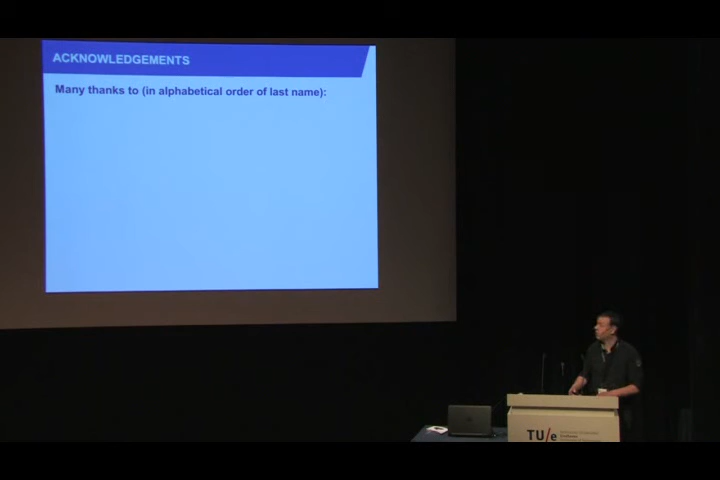 ACKNOWLEDGEMENTS
Many thanks to (in alphabetical order of last name):
TU/e